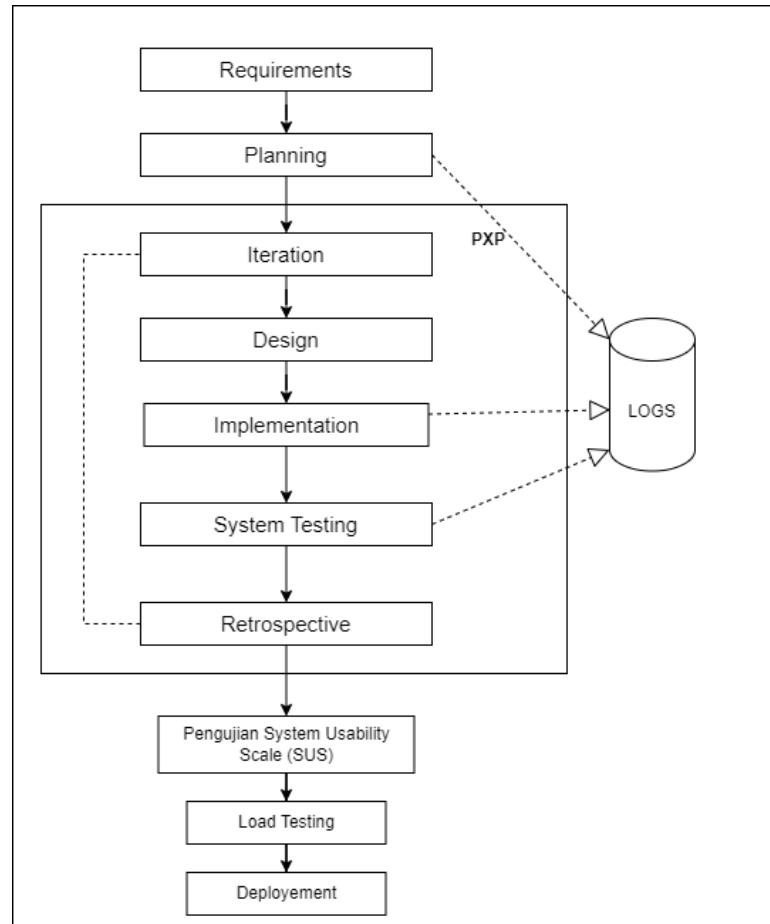 Requirements
Planning
PXP
Iteration
Design
Implementation
LOGS
System Testing
Retrospective
Pengujian System Usability
Scale (SUS)
Load Testing
Deployement